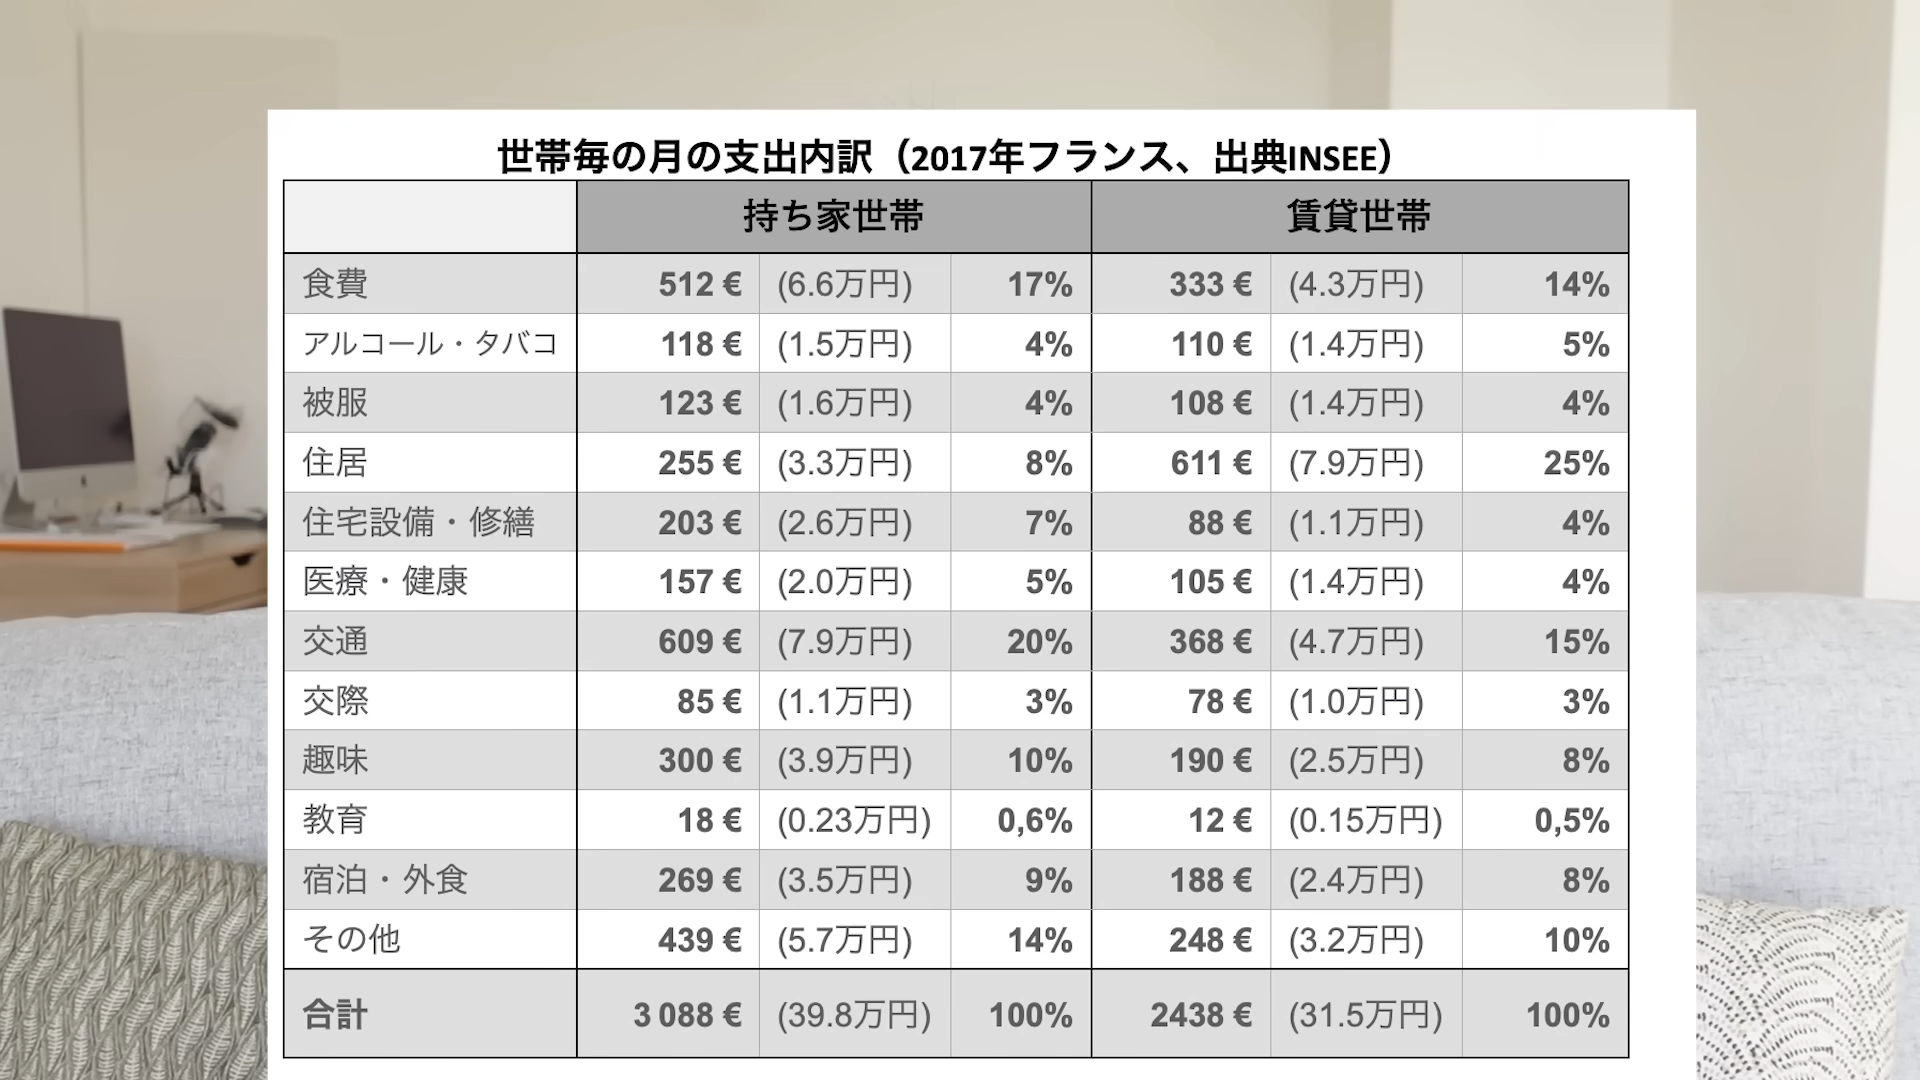 世帯毎の月の支出内訳（2017年フランス、出典INSEE）
持ち家世帯 賃貸世帯
食費 512 € (6.6万円) 17% 333 € (4.3万円) 14%
アルコール・タバコ 118 € (1.5万円) 4% 110 € (1.4万円) 5%
被服 123 € (1.6万円) 4% 108 € (1.4万円) 4%
住居 255 € (3.3万円) 8% 611 € (7.9万円) 25%
住宅設備・修繕 203 € (2.6万円) 7% 88 € (1.1万円) 4%
医療・健康 157 € (2.0万円) 5% 105 € (1.4万円) 4%
交通 609 € (7.9万円) 20% 368 € (4.7万円) 15%
交際 85 € (1.1万円) 3% 78 € (1.0万円) 3%
趣味 300 € (3.9万円) 10% 190 € (2.5万円) 8%
教育 18 € (0.23万円) 0,6% 12 € (0.15万円) 0,5%
宿泊・外食 269 € (3.5万円) 9% 188 € (2.4万円) 8%
その他 439 € (5.7万円) 14% 248 € (3.2万円) 10%
合計 3 088 € (39.8万円) 100% 2438 € (31.5万円) 100%